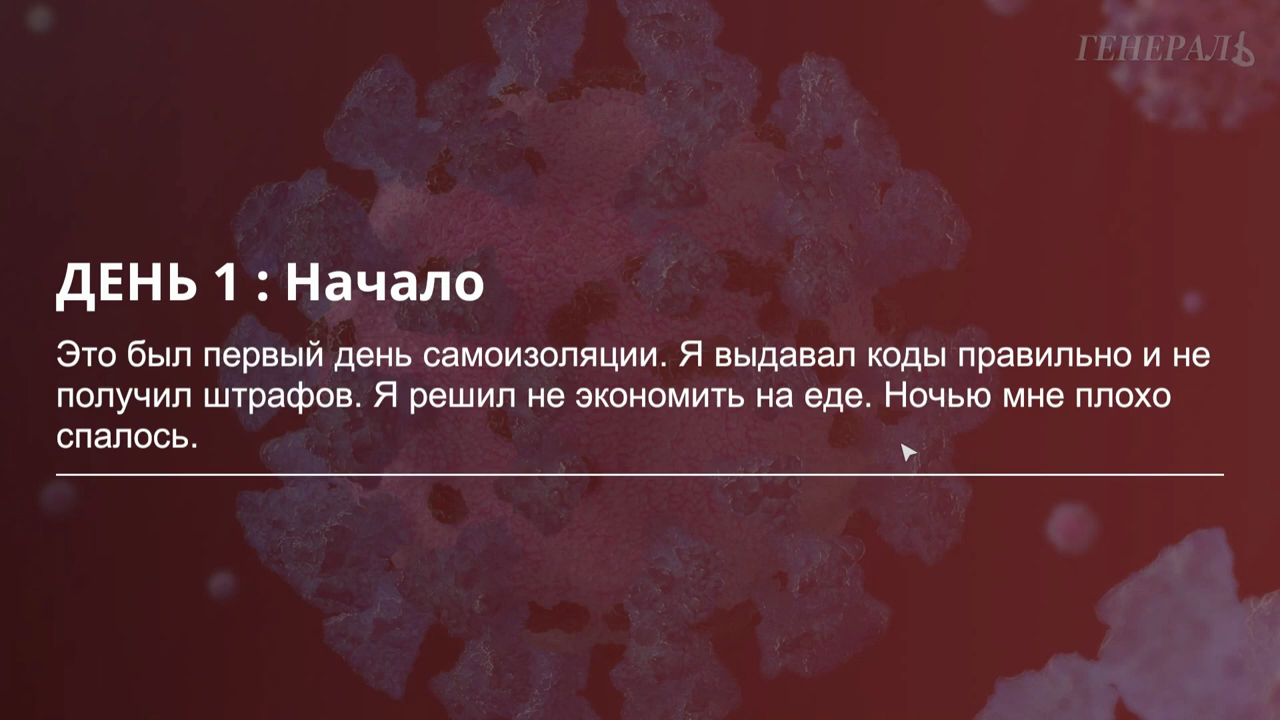 ГЕНЕРАЛЬ
ДЕНЬ 1 : Начало
Это был первый день самоизоляции. Я выдавал коды правильно и не
получил штрафов. Я решил не экономить на еде. Ночью мне плохо
спалось.